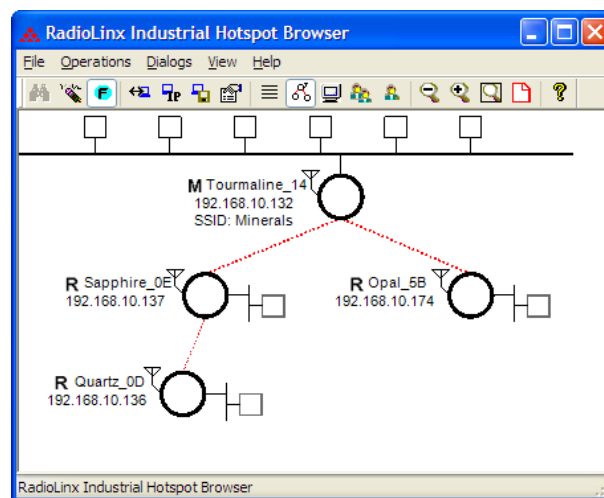 RadioLinx Industrial Hotspot Browser
File Operations Dialogs View Help
F IP ?
M Tourmaline_14
192.168.10.132
SSID: Minerals
R Sapphire_0E
192.168.10.137
R Opal_5B
192.168.10.174
R Quartz_0D
192.168.10.136
RadioLinx Industrial Hotspot Browser